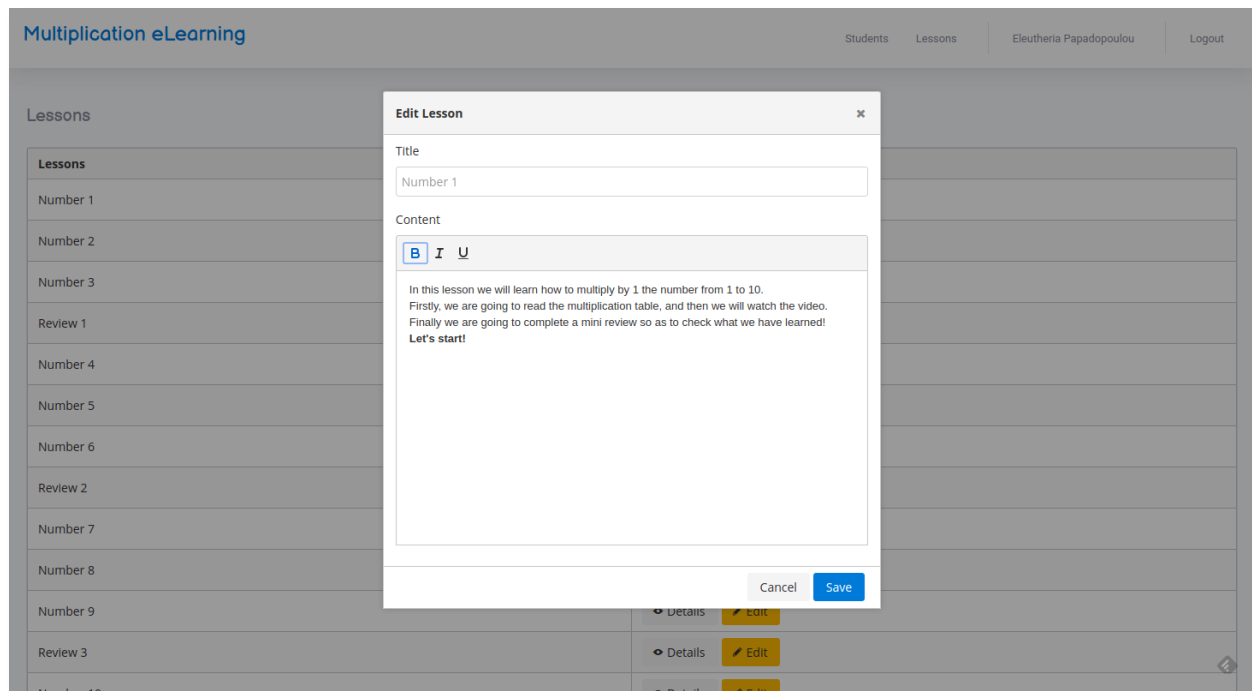 Multiplication eLearning
Students Lessons Eleutheria Papadopoulou Logout
Lessons
Lessons
Number 1
Number 2
Number 3
Review 1
Number 4
Number 5
Number 6
Review 2
Number 7
Number 8
Number 9
Review 3
Edit Lesson
Title
Number 1
Content
B I U
In this lesson we will learn how to multiply by 1 the number from 1 to 10.
Firstly, we are going to read the multiplication table, and then we will watch the video.
Finally we are going to complete a mini review so as to check what we have learned!
Let's start!
Cancel Save
Details Edit
Details Edit